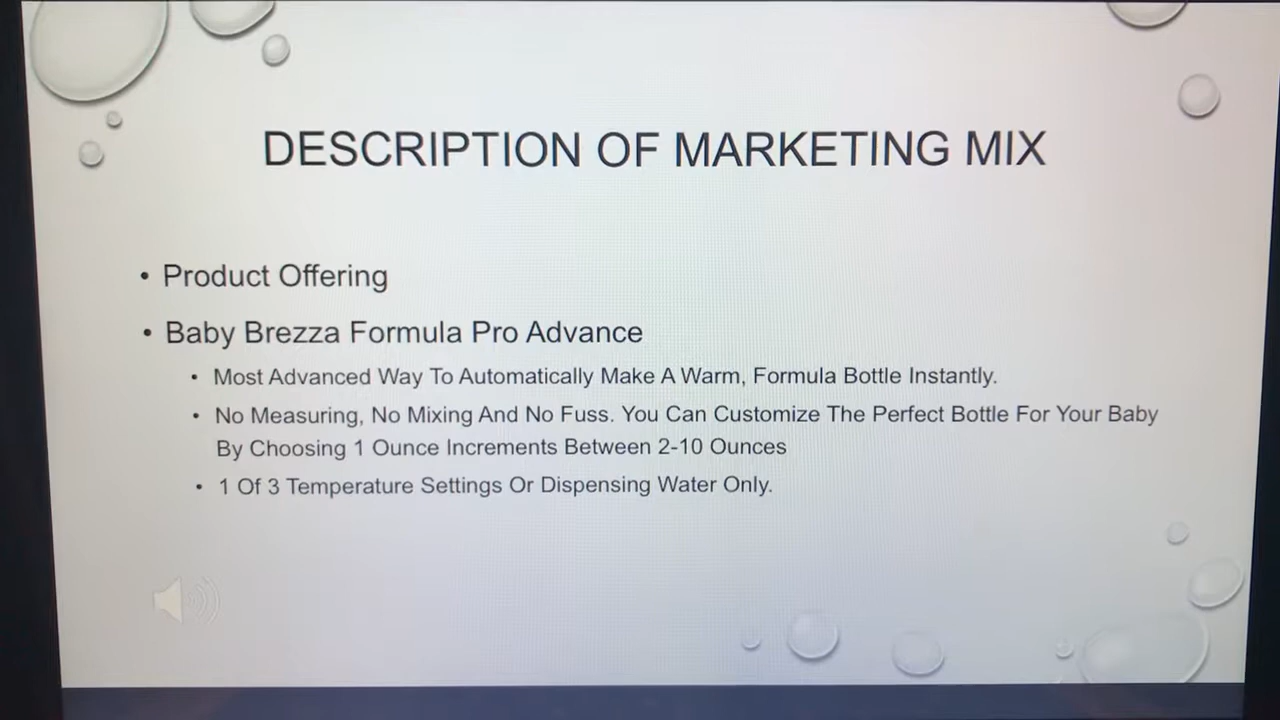 DESCRIPTION OF MARKETING MIX
• Product Offering
• Baby Brezza Formula Pro Advance
• Most Advanced Way To Automatically Make A Warm, Formula Bottle Instantly.
• No Measuring, No Mixing And No Fuss. You Can Customize The Perfect Bottle For Your Baby
By Choosing 1 Ounce Increments Between 2-10 Ounces
• 1 Of 3 Temperature Settings Or Dispensing Water Only.